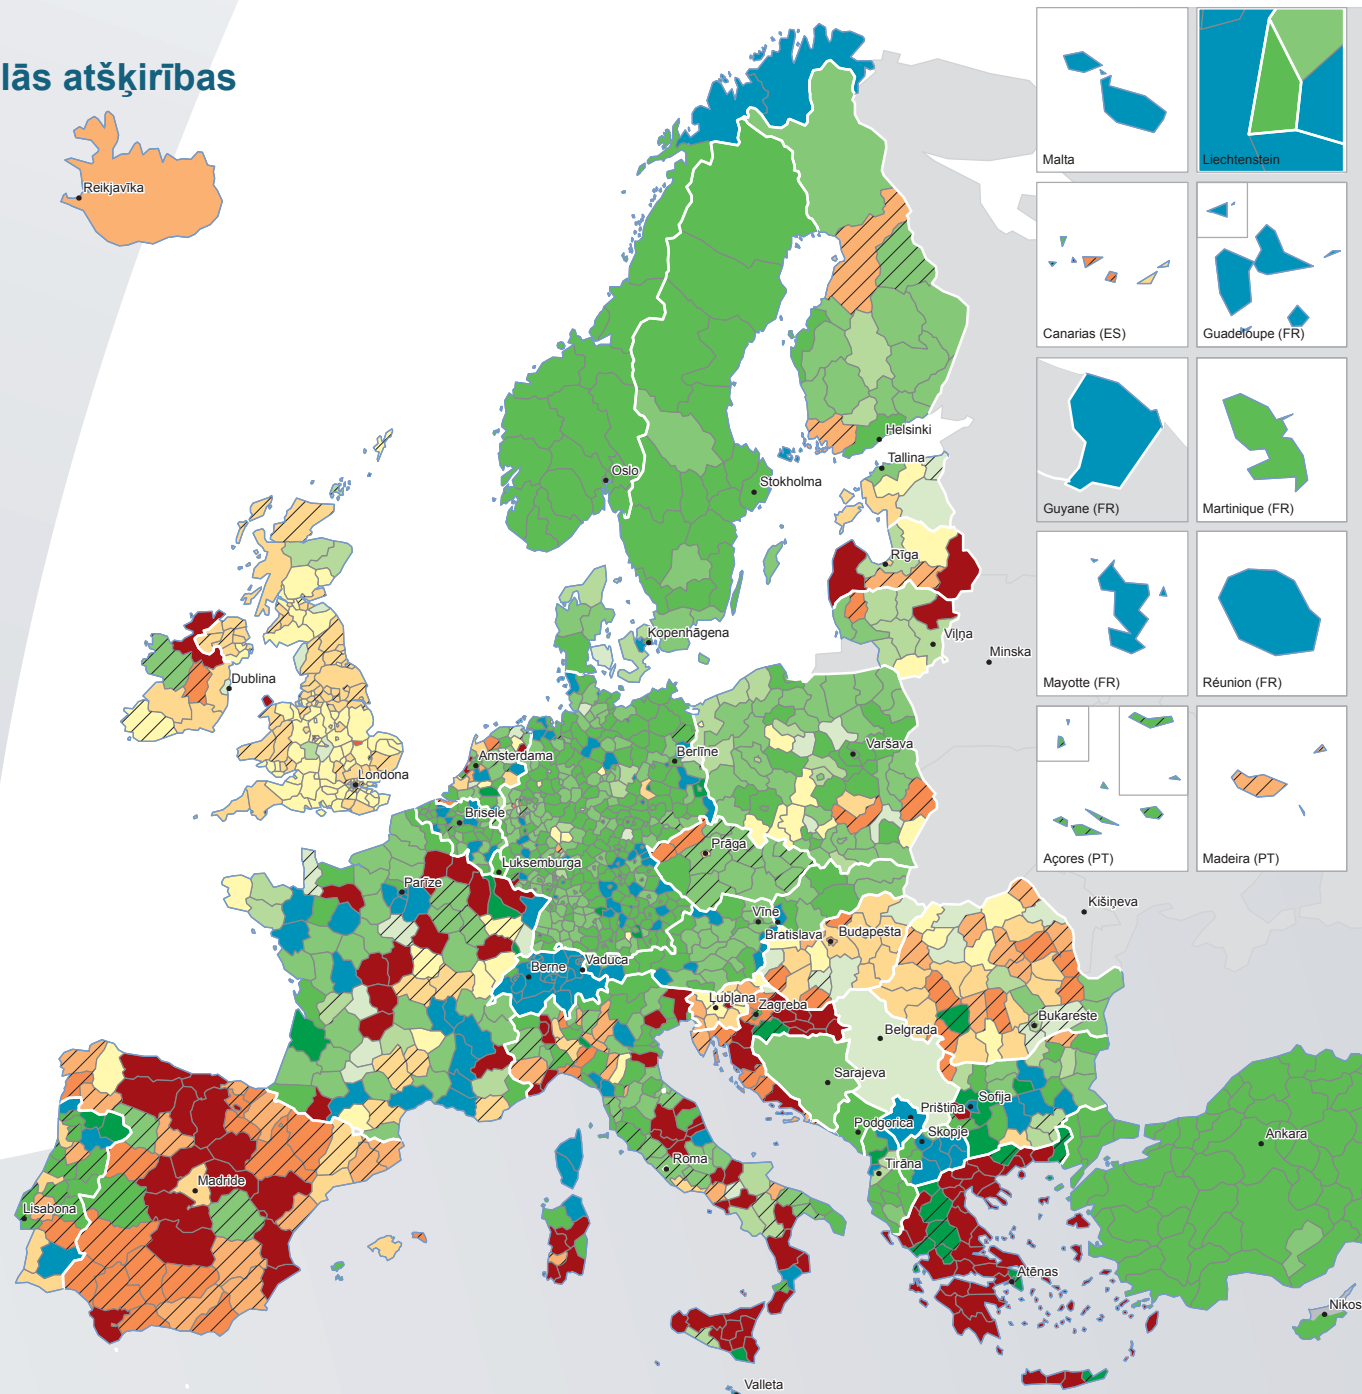 lās atšķirības
Reikjavīka
Malta
Liechtenstein
Canarias (ES)
Guadeloupe (FR)
Guyane (FR)
Martinique (FR)
Mayotte (FR)
Réunion (FR)
Açores (PT)
Madeira (PT)
Helsinki
Tallina
Oslo
Stokholma
Rīga
Kopenhāgena
Viļņa
Minska
Dublina
Amsterdama
Berlīne
Varšava
Londona
Brisele
Prāga
Luksemburga
Parīze
Vīne
Bratislava
Budapešta
Kišiņeva
Berne
Vaduca
Ļubļana
Zagreba
Belgrada
Bukareste
Sarajeva
Sofija
Priština
Podgorica
Skopje
Ankara
Tirāna
Roma
Madride
Lisabona
Atēnas
Nikos
Valleta